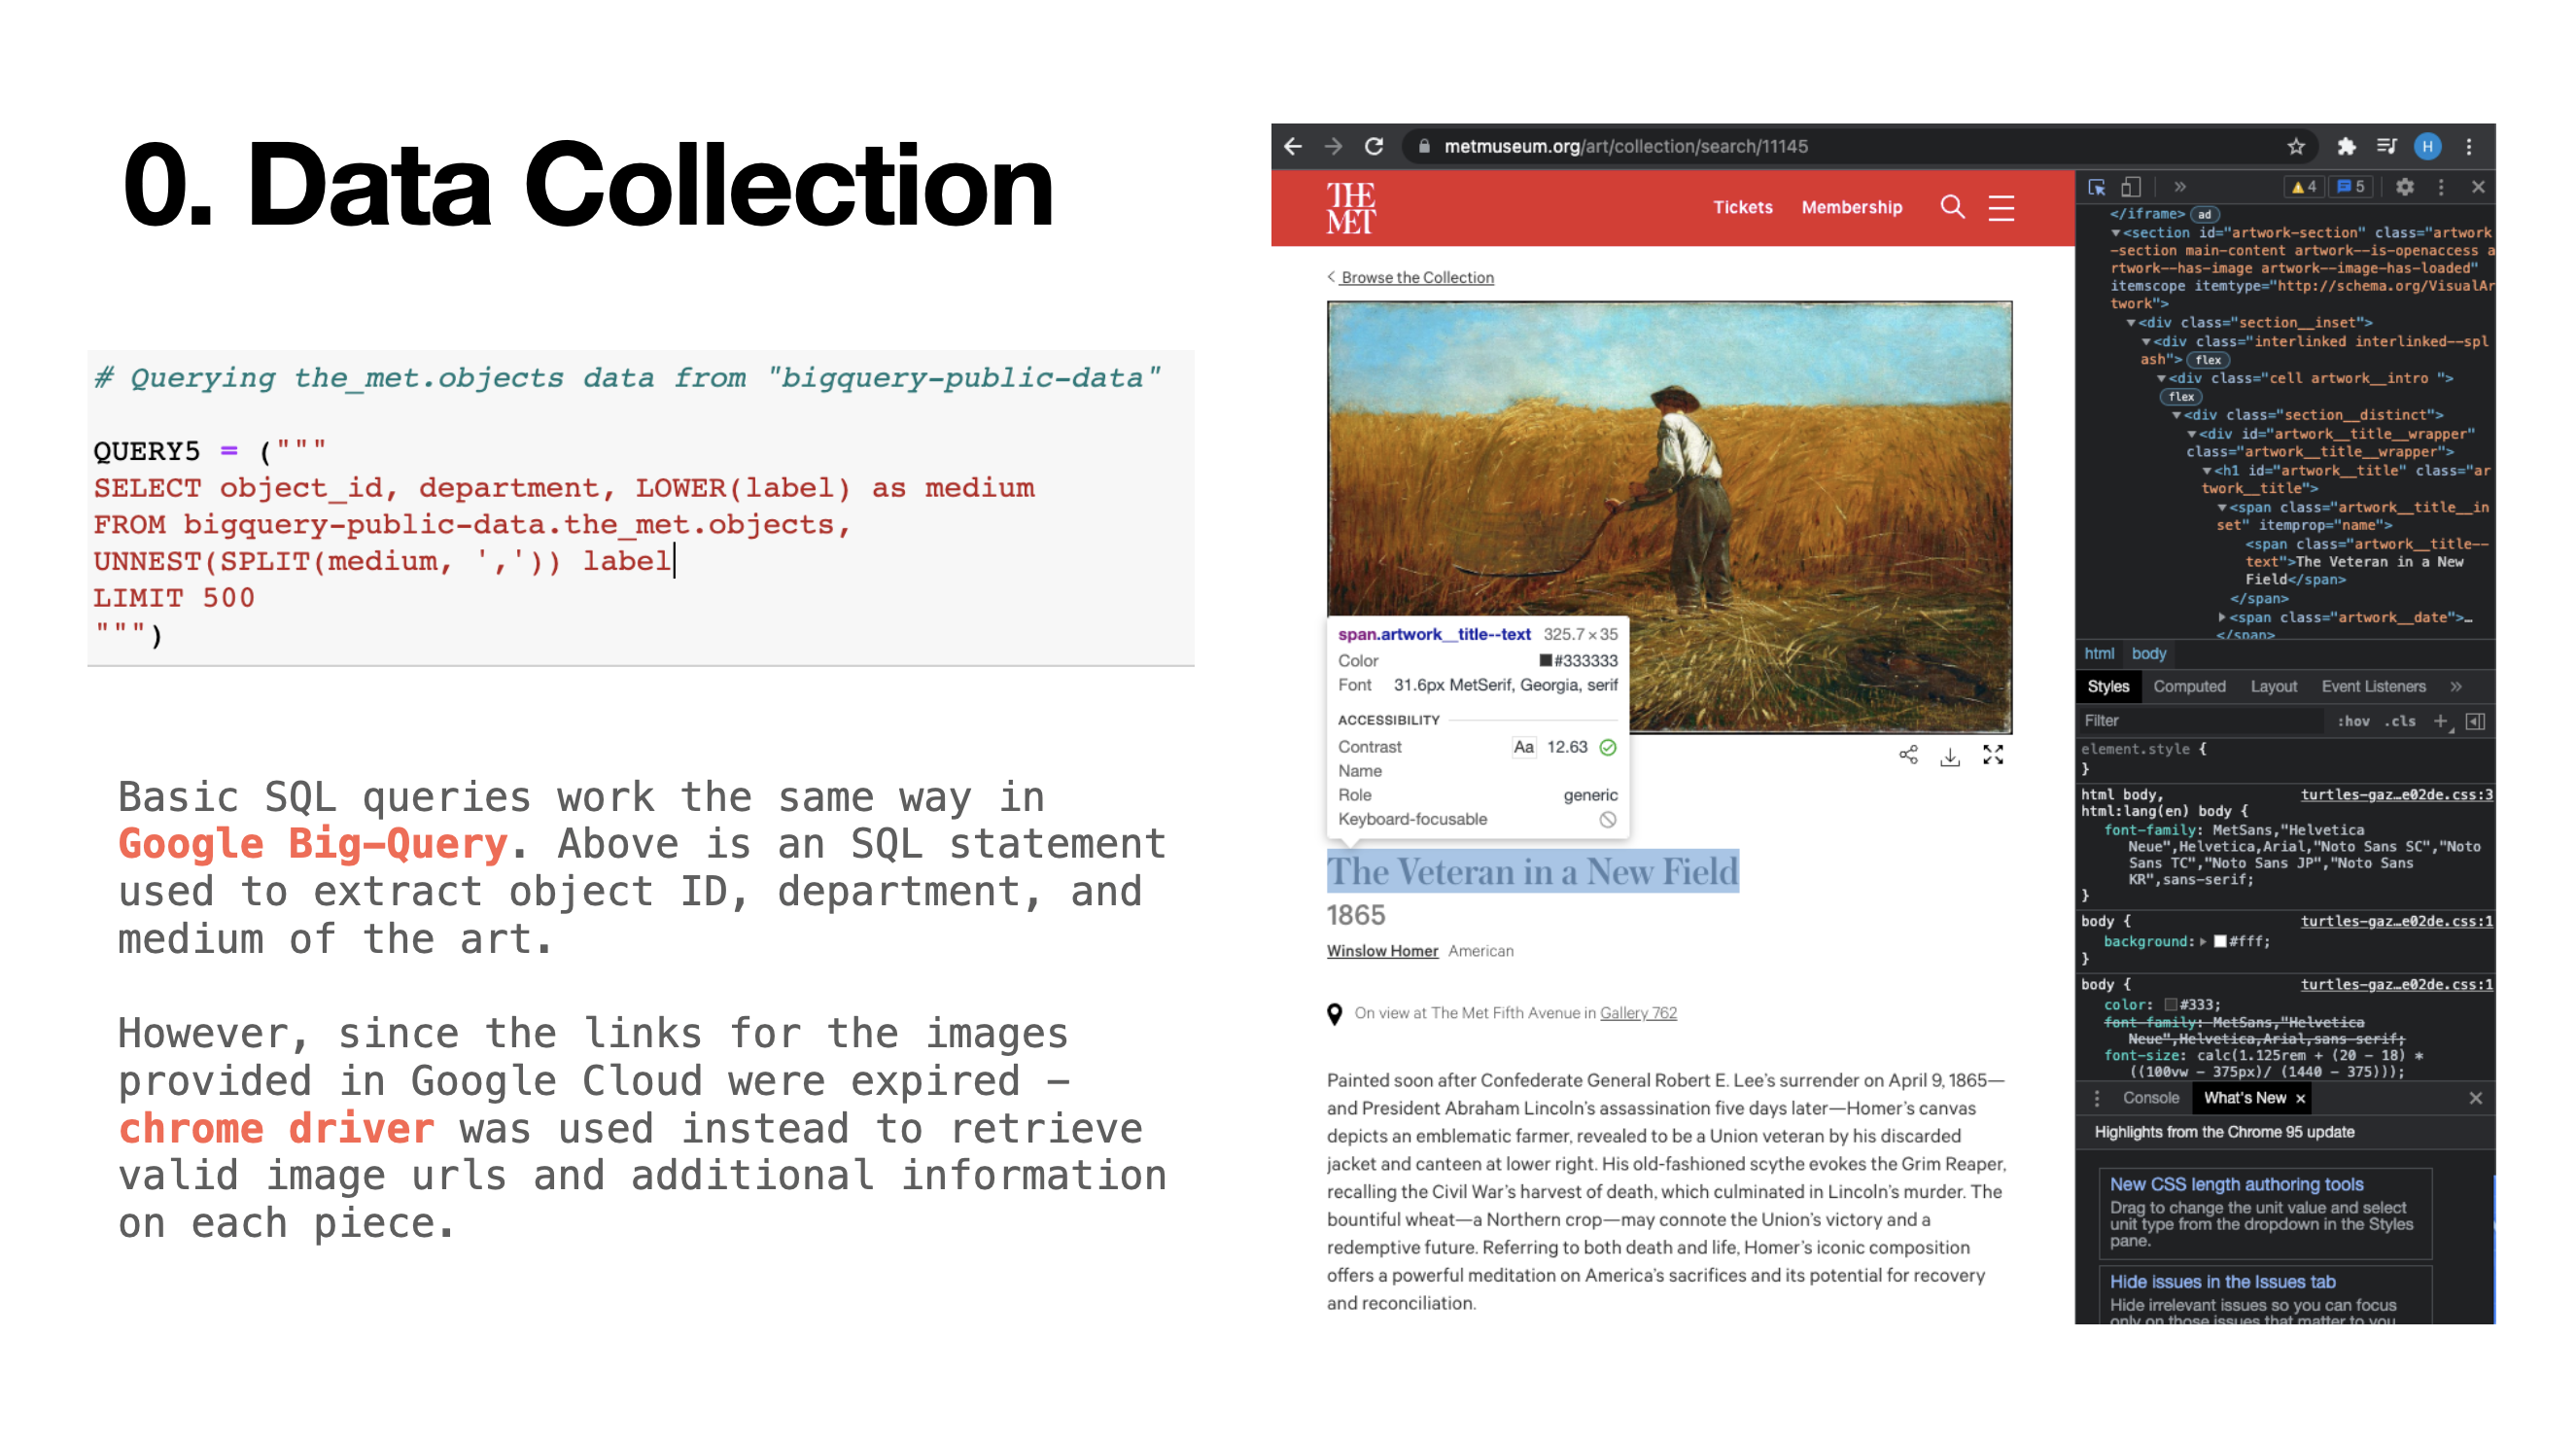 0. Data Collection
# Querying the_met.objects data from "bigquery-public-data"
QUERY5 = ("""
SELECT object_id, department, LOWER(label) as medium
FROM bigquery-public-data.the_met.objects,
UNNEST(SPLIT(medium, ',')) label
LIMIT 500
""")
Basic SQL queries work the same way in
Google Big-Query. Above is an SQL statement
used to extract object ID, department, and
medium of the art.
However, since the links for the images
provided in Google Cloud were expired -
chrome driver was used instead to retrieve
valid image urls and additional information
on each piece.
metmuseum.org/art/collection/search/11145
H
THE
MET
Tickets Membership
< Browse the Collection
span.artwork__title--text 325.7×35
Color #333333
Font 31.6px MetSerif, Georgia, serif
ACCESSIBILITY
Contrast Aa 12.63
Name
Role generic
Keyboard-focusable
The Veteran in a New Field
1865
Winslow Homer American
On view at The Met Fifth Avenue in Gallery 762
Painted soon after Confederate General Robert E. Lee's surrender on April 9, 1865—
and President Abraham Lincoln's assassination five days later—Homer's canvas
depicts an emblematic farmer, revealed to be a Union veteran by his discarded
jacket and canteen at lower right. His old-fashioned scythe evokes the Grim Reaper,
recalling the Civil War's harvest of death, which culminated in Lincoln's murder. The
bountiful wheat—a Northern crop—may connote the Union's victory and a
redemptive future. Referring to both death and life, Homer's iconic composition
offers a powerful meditation on America's sacrifices and its potential for recovery
and reconciliation.
» 4 5
</iframe> ad
▼<section id="artwork-section" class="artwork
-section main-content artwork--is-openaccess a
rtwork--has-image artwork--image-has-loaded"
itemscope itemtype="http://schema.org/VisualAr
twork">
▼<div class="section__inset">
▼<div class="interlinked interlinked--spl
ash"> flex
▼<div class="cell artwork__intro ">
flex
▼<div class="section__distinct">
▼<div id="artwork__title__wrapper"
class="artwork__title__wrapper">
▼<h1 id="artwork__title" class="ar
twork__title">
▼<span class="artwork__title__in
set" itemprop="name">
<span class="artwork__title--
text">The Veteran in a New
Field</span>
</span>
▶<span class="artwork__date">…
</span>
html body
Styles Computed Layout Event Listeners »
Filter :hov .cls +
element.style {
}
html body, turtles-gaz…e02de.css:3
html:lang(en) body {
font-family: MetSans,"Helvetica
Neue",Helvetica,Arial,"Noto Sans SC","Noto
Sans TC","Noto Sans JP","Noto Sans
KR",sans-serif;
}
body { turtles-gaz…e02de.css:1
background: ▶ #fff;
}
body { turtles-gaz…e02de.css:1
color: #333;
font-family: MetSans,"Helvetica
Neue",Helvetica,Arial,sans-serif;
font-size: calc(1.125rem + (20 - 18) *
((100vw - 375px)/ (1440 - 375)));
Console What's New ×
Highlights from the Chrome 95 update
New CSS length authoring tools
Drag to change the unit value and select
unit type from the dropdown in the Styles
pane.
Hide issues in the Issues tab
Hide irrelevant issues so you can focus
only on those issues that matter to you